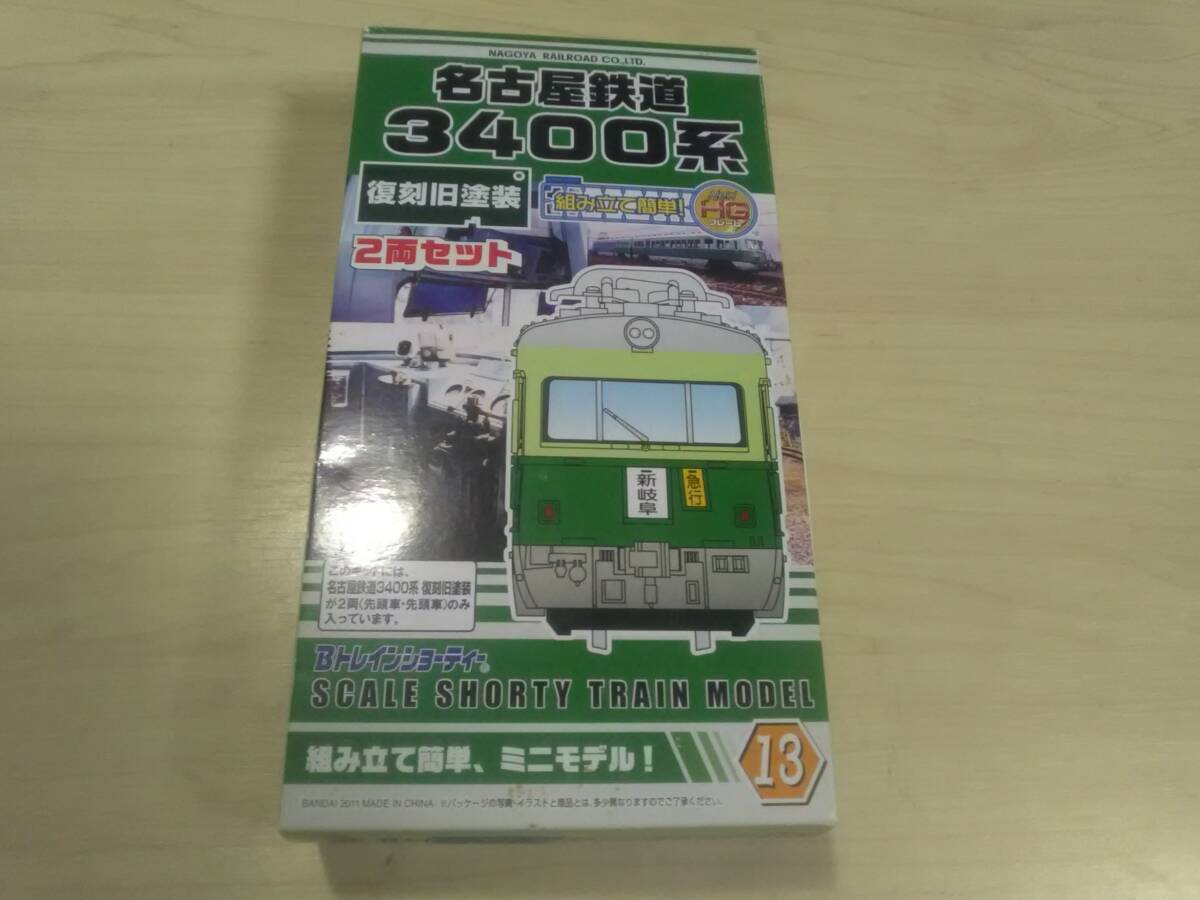 NAGOYA RAILROAD CO.,LTD.
名古屋鉄道
3400系
復刻旧塗装
組み立て簡単!
New
HG
フレーム
2両セット
新岐阜
急行
このキットには、
名古屋鉄道3400系 復刻旧塗装
が2両(先頭車・先頭車)のみ
入っています。
Bトレインショーティー®
SCALE SHORTY TRAIN MODEL
組み立て簡単、ミニモデル!
13
BANDAI 2011 MADE IN CHINA ※パッケージの写真・イラストと商品とは、多少異なりますのでご了承ください。